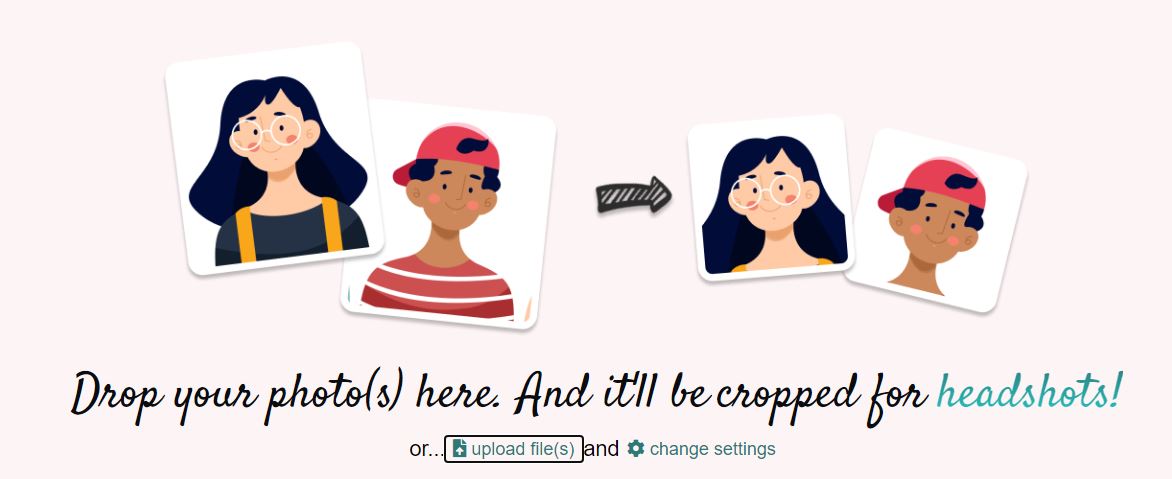 Drop your photo(s) here. And it'll be cropped for headshots!
or... upload file(s) and change settings